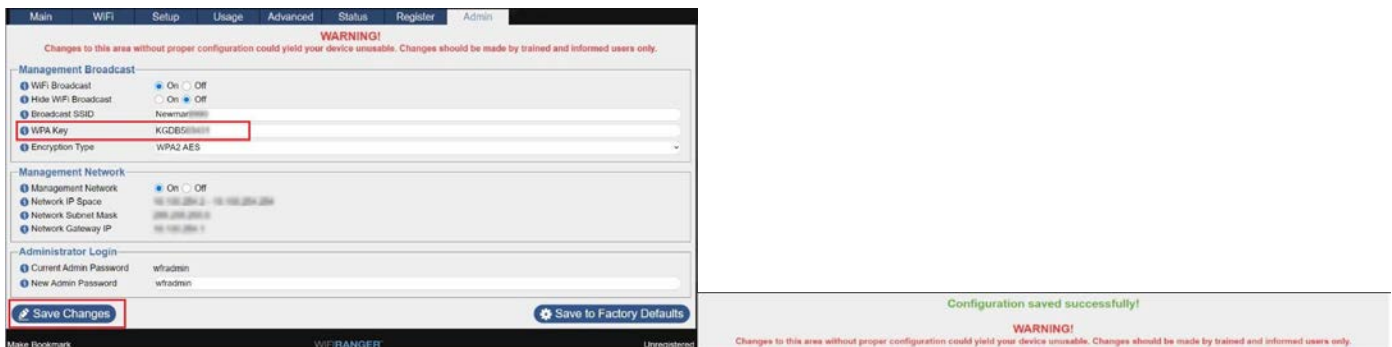 Main WiFi Setup Usage Advanced Status Register Admin
WARNING!
Changes to this area without proper configuration could yield your device unusable. Changes should be made by trained and informed users only.
Management Broadcast
WiFi Broadcast On Off
Hide WiFi Broadcast On Off
Broadcast SSID Newmar
WPA Key KGDB5
Encryption Type WPA2 AES
Management Network
Management Network On Off
Network IP Space
Network Subnet Mask
Network Gateway IP
Administrator Login
Current Admin Password wfradmin
New Admin Password wfradmin
Save Changes Save to Factory Defaults
Make Bookmark WIFIRANGER Unregistered
Configuration saved successfully!
WARNING!
Changes to this area without proper configuration could yield your device unusable. Changes should be made by trained and informed users only.